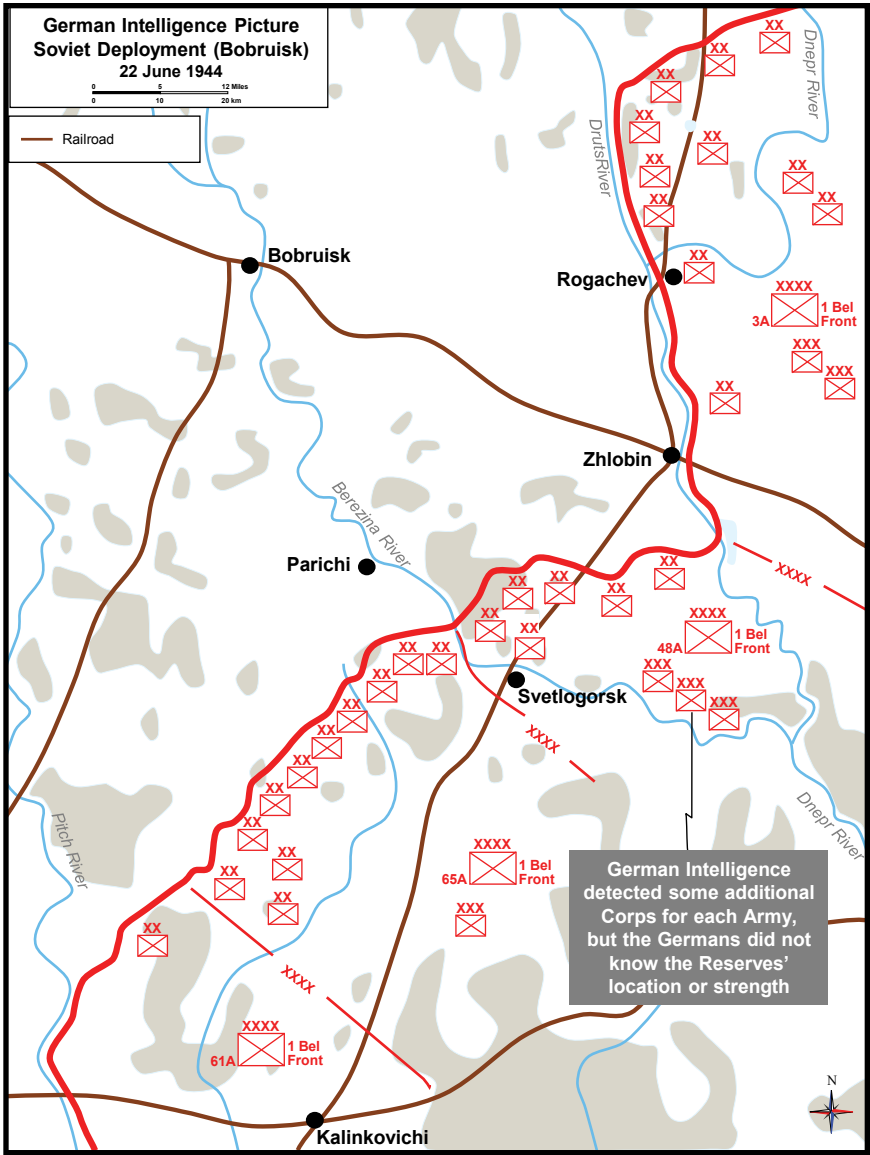 German Intelligence Picture
Soviet Deployment (Bobruisk)
22 June 1944
0 5 12 Miles
0 10 20 km
Railroad
Dnepr River
DrutsRiver
XX
XX
XX
XX
XX
XX
XX
XX
XX
XX
Bobruisk
Rogachev
XX
XXXX
3A
1 Bel
Front
XXX
XXX
XX
Zhlobin
Berezina River
Parichi
XXXX
XX
XX
XX
XX
XX
XX
XXXX
48A
1 Bel
Front
XXX
XXX
XXX
Svetlogorsk
XXXX
XX
XX
XX
XX
XX
XX
XX
XX
XX
XX
XX
XX
Pitch River
Dnepr River
XXXX
65A
1 Bel
Front
XXX
German Intelligence
detected some additional
Corps for each Army,
but the Germans did not
know the Reserves'
location or strength
XXXX
XXXX
61A
1 Bel
Front
Kalinkovichi
N